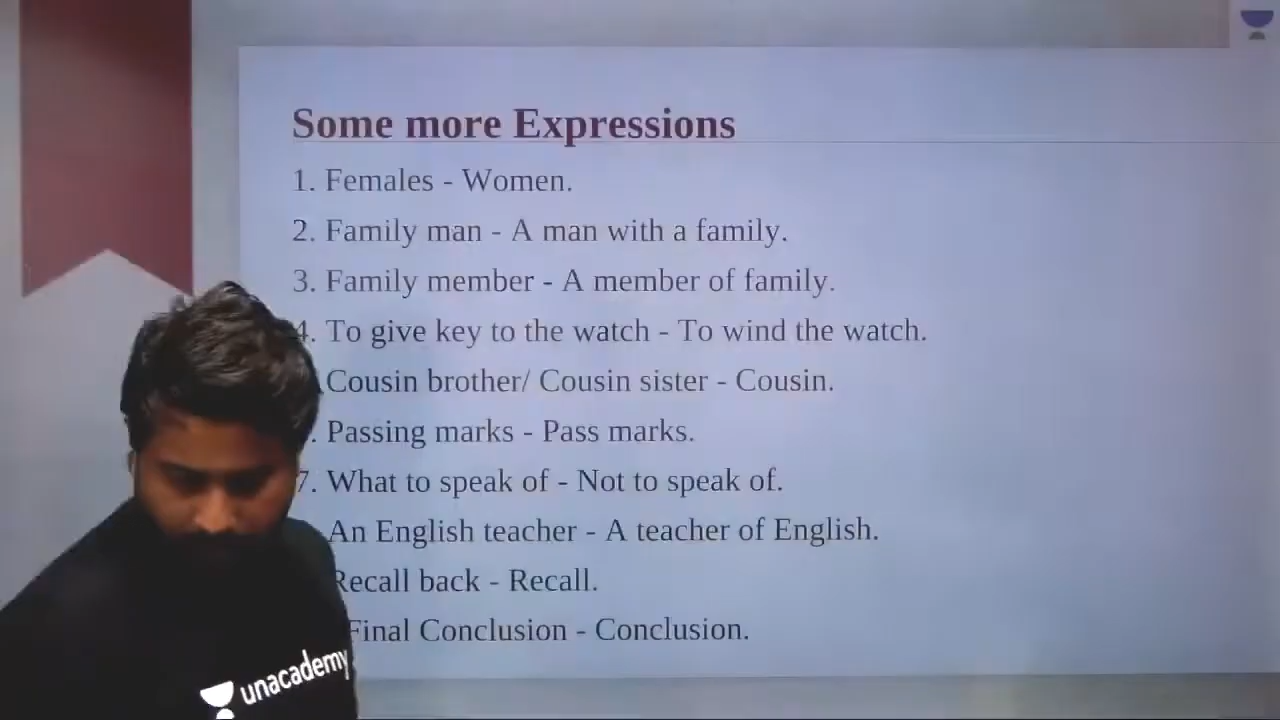 Some more Expressions
1. Females - Women.
2. Family man - A man with a family.
3. Family member - A member of family.
4. To give key to the watch - To wind the watch.
Cousin brother/ Cousin sister - Cousin.
. Passing marks - Pass marks.
7. What to speak of - Not to speak of.
An English teacher - A teacher of English.
Recall back - Recall.
Final Conclusion - Conclusion.
unacademy